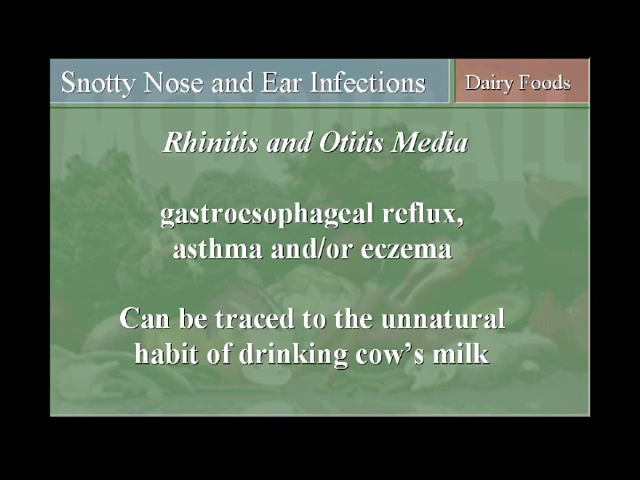 Snotty Nose and Ear Infections
Dairy Foods
Rhinitis and Otitis Media
gastroesophageal reflux,
asthma and/or eczema
Can be traced to the unnatural
habit of drinking cow's milk